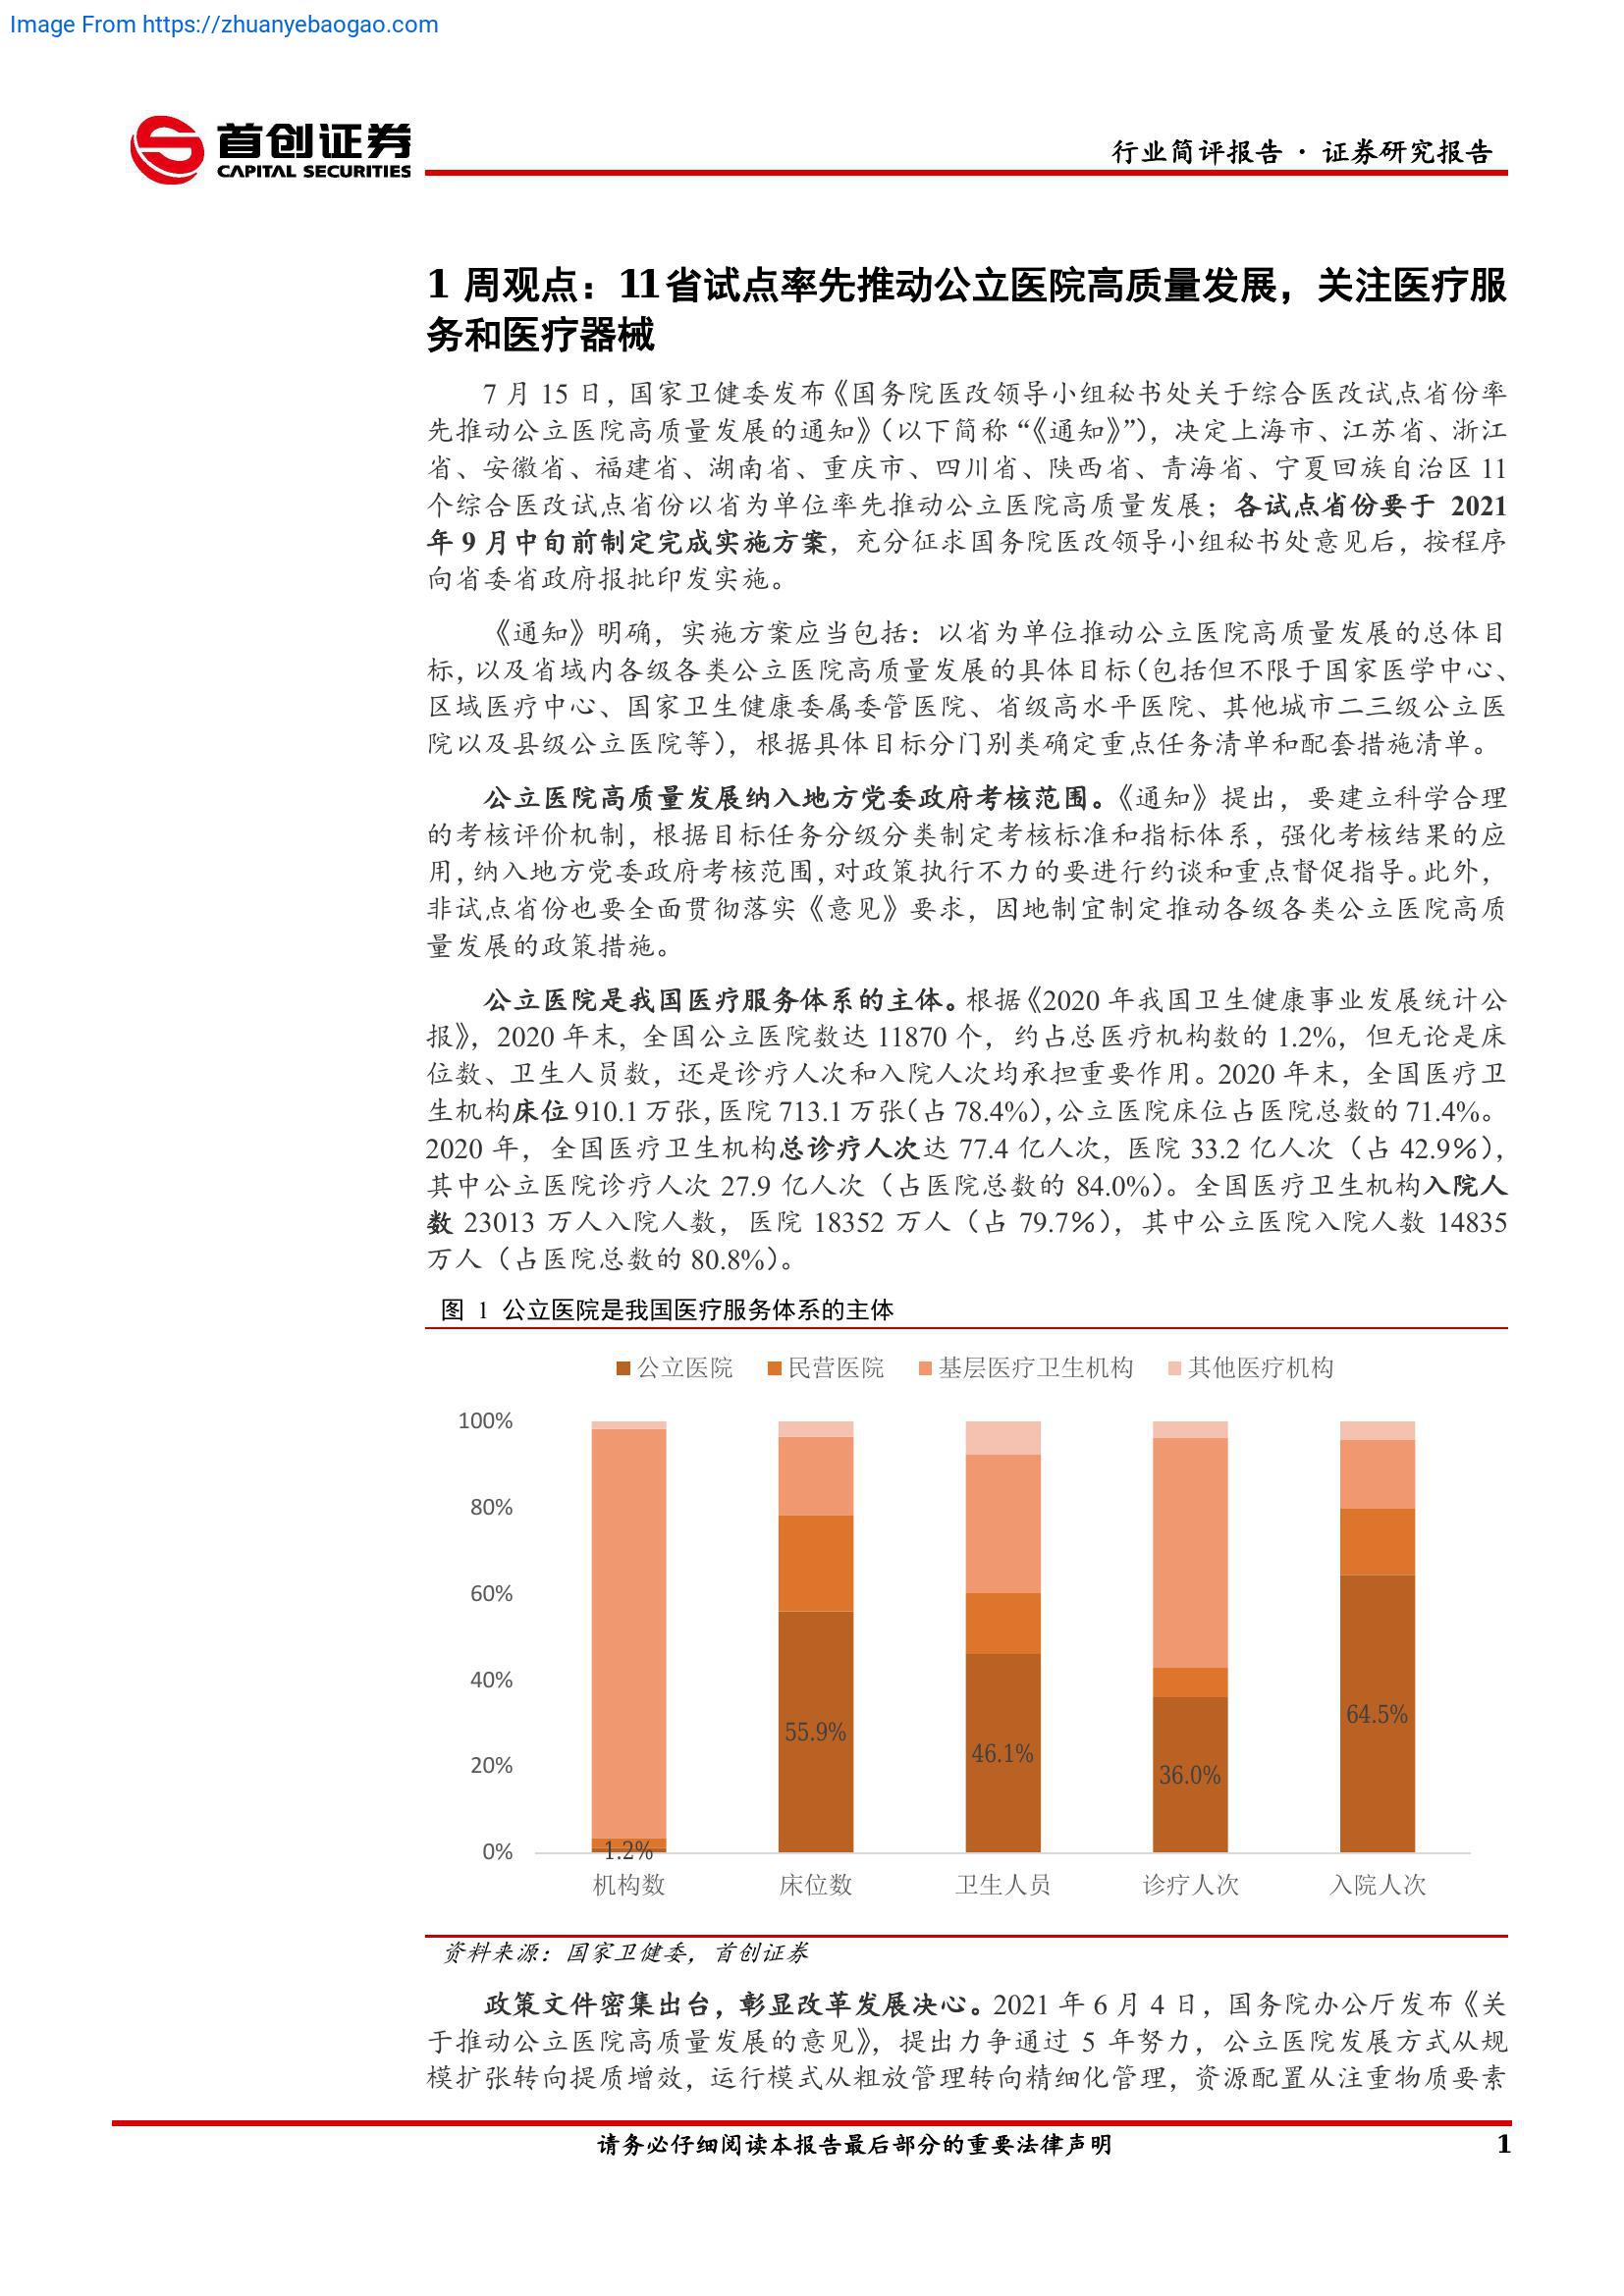 Image From https://zhuanyebaogao.com
首创证券
CAPITAL SECURITIES
行业简评报告 · 证券研究报告
1 周观点：11省试点率先推动公立医院高质量发展，关注医疗服
务和医疗器械
7 月 15 日，国家卫健委发布《国务院医改领导小组秘书处关于综合医改试点省份率
先推动公立医院高质量发展的通知》（以下简称“《通知》”），决定上海市、江苏省、浙江
省、安徽省、福建省、湖南省、重庆市、四川省、陕西省、青海省、宁夏回族自治区 11
个综合医改试点省份以省为单位率先推动公立医院高质量发展；各试点省份要于 2021
年 9 月中旬前制定完成实施方案，充分征求国务院医改领导小组秘书处意见后，按程序
向省委省政府报批印发实施。
《通知》明确，实施方案应当包括：以省为单位推动公立医院高质量发展的总体目
标，以及省域内各级各类公立医院高质量发展的具体目标（包括但不限于国家医学中心、
区域医疗中心、国家卫生健康委属委管医院、省级高水平医院、其他城市二三级公立医
院以及县级公立医院等），根据具体目标分门别类确定重点任务清单和配套措施清单。
公立医院高质量发展纳入地方党委政府考核范围。《通知》提出，要建立科学合理
的考核评价机制，根据目标任务分级分类制定考核标准和指标体系，强化考核结果的应
用，纳入地方党委政府考核范围，对政策执行不力的要进行约谈和重点督促指导。此外，
非试点省份也要全面贯彻落实《意见》要求，因地制宜制定推动各级各类公立医院高质
量发展的政策措施。
公立医院是我国医疗服务体系的主体。根据《2020 年我国卫生健康事业发展统计公
报》，2020 年末，全国公立医院数达 11870 个，约占总医疗机构数的 1.2%，但无论是床
位数、卫生人员数，还是诊疗人次和入院人次均承担重要作用。2020 年末，全国医疗卫
生机构床位 910.1 万张，医院 713.1 万张（占 78.4%），公立医院床位占医院总数的 71.4%。
2020 年，全国医疗卫生机构总诊疗人次达 77.4 亿人次，医院 33.2 亿人次（占 42.9%），
其中公立医院诊疗人次 27.9 亿人次（占医院总数的 84.0%）。全国医疗卫生机构入院人
数 23013 万人入院人数，医院 18352 万人（占 79.7%），其中公立医院入院人数 14835
万人（占医院总数的 80.8%）。
图 1 公立医院是我国医疗服务体系的主体
公立医院 民营医院 基层医疗卫生机构 其他医疗机构
100%
80%
60%
40%
20%
0%
1.2% 55.9% 46.1% 36.0% 64.5%
机构数 床位数 卫生人员 诊疗人次 入院人次
资料来源：国家卫健委，首创证券
政策文件密集出台，彰显改革发展决心。2021 年 6 月 4 日，国务院办公厅发布《关
于推动公立医院高质量发展的意见》，提出力争通过 5 年努力，公立医院发展方式从规
模扩张转向提质增效，运行模式从粗放管理转向精细化管理，资源配置从注重物质要素
请务必仔细阅读本报告最后部分的重要法律声明 1